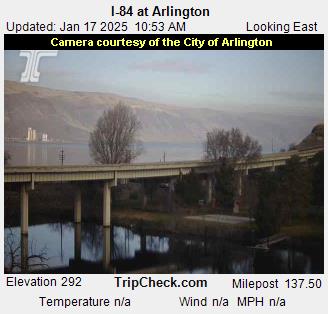 I-84 at Arlington
Updated: Jan 17 2025 10:53 AM Looking East
Camera courtesy of the City of Arlington
Elevation 292 TripCheck.com Milepost 137.50
Temperature n/a Wind n/a MPH n/a